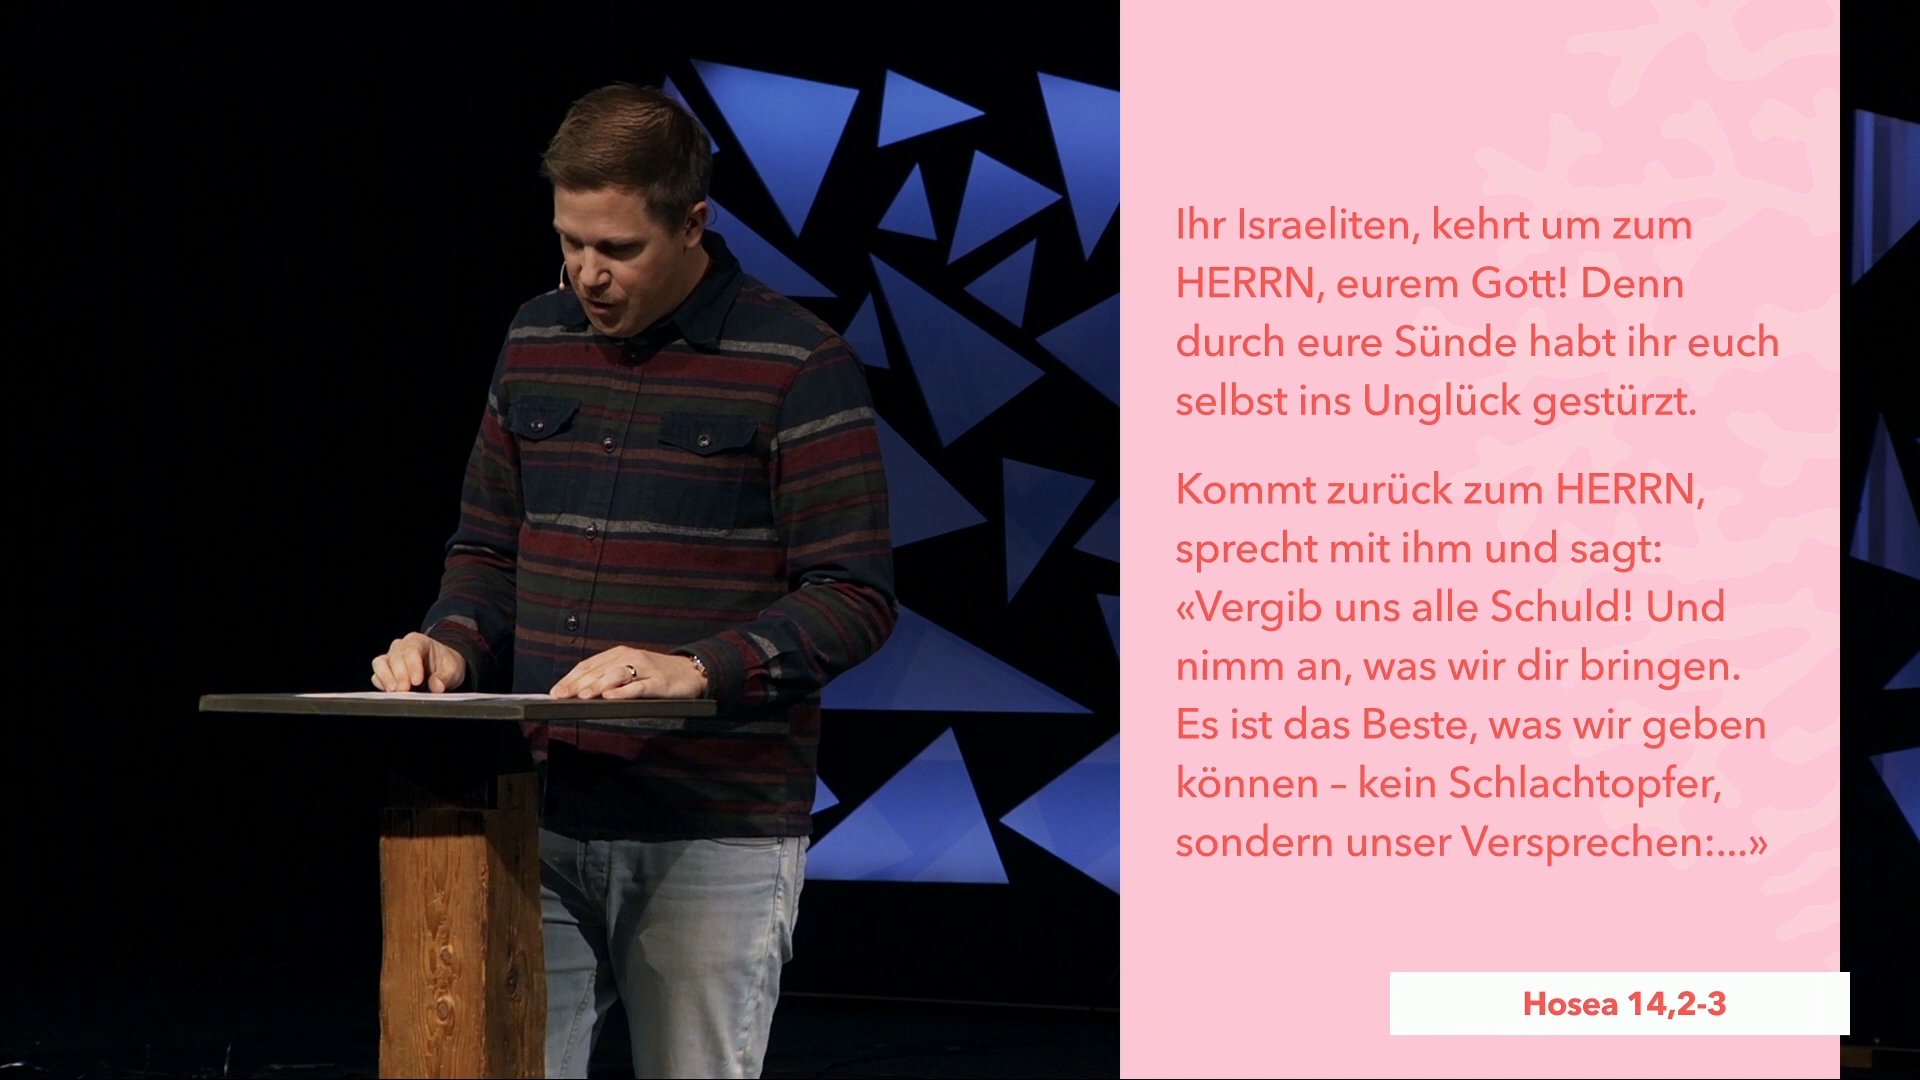 Ihr Israeliten, kehrt um zum
HERRN, eurem Gott! Denn
durch eure Sünde habt ihr euch
selbst ins Unglück gestürzt.
Kommt zurück zum HERRN,
sprecht mit ihm und sagt:
«Vergib uns alle Schuld! Und
nimm an, was wir dir bringen.
Es ist das Beste, was wir geben
können – kein Schlachtopfer,
sondern unser Versprechen:...»
Hosea 14,2-3